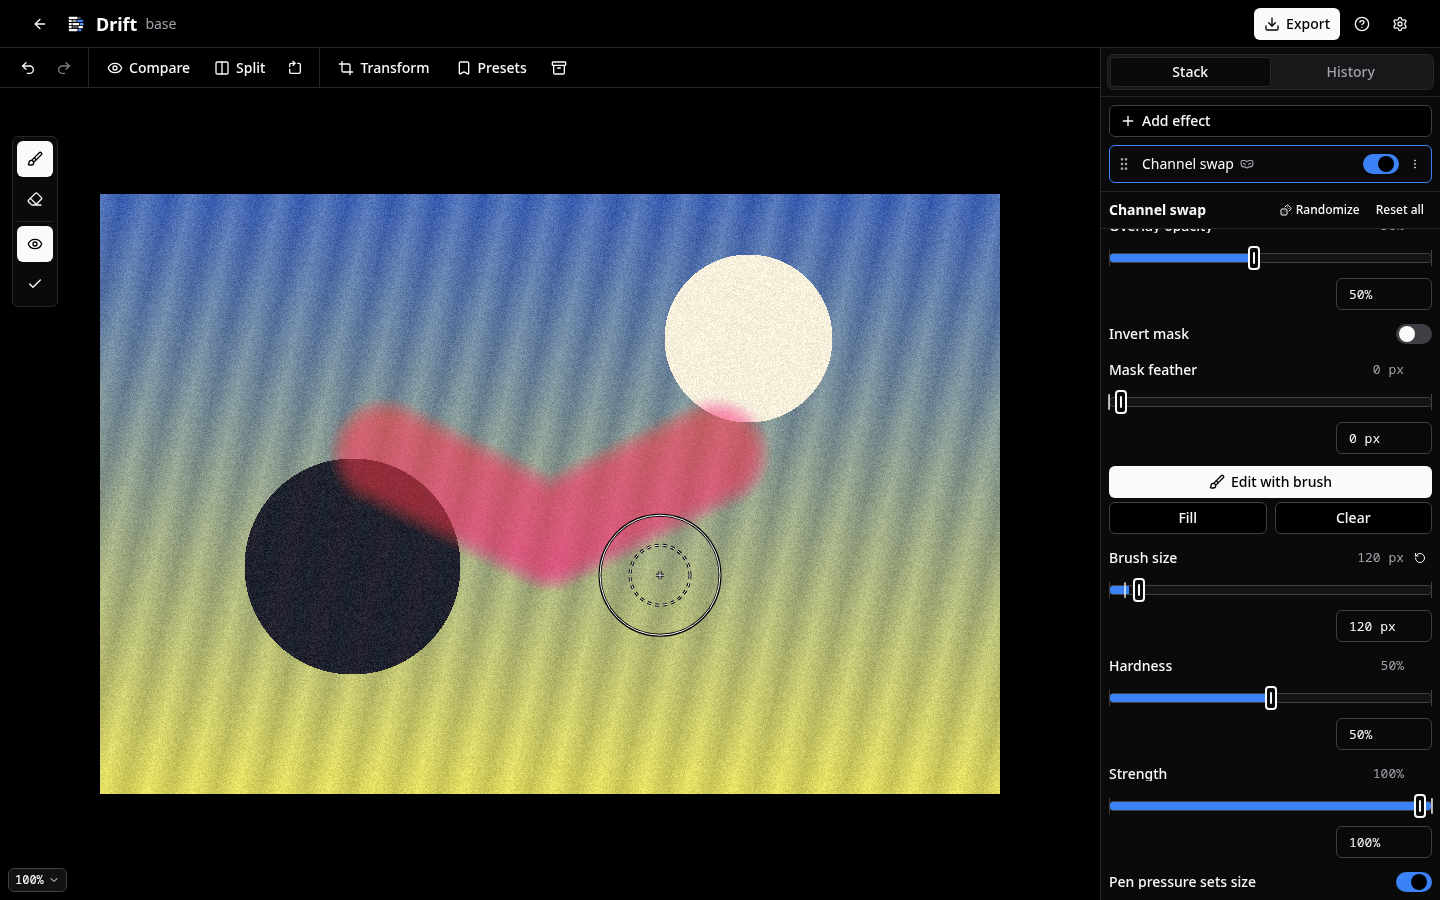 Drift base
Export
Compare
Split
Transform
Presets
Stack
History
Add effect
Channel swap
Channel swap
Randomize
Reset all
Overlay opacity
50%
Invert mask
Mask feather
0 px
0 px
Edit with brush
Fill
Clear
Brush size
120 px
120 px
Hardness
50%
50%
Strength
100%
100%
Pen pressure sets size
100%